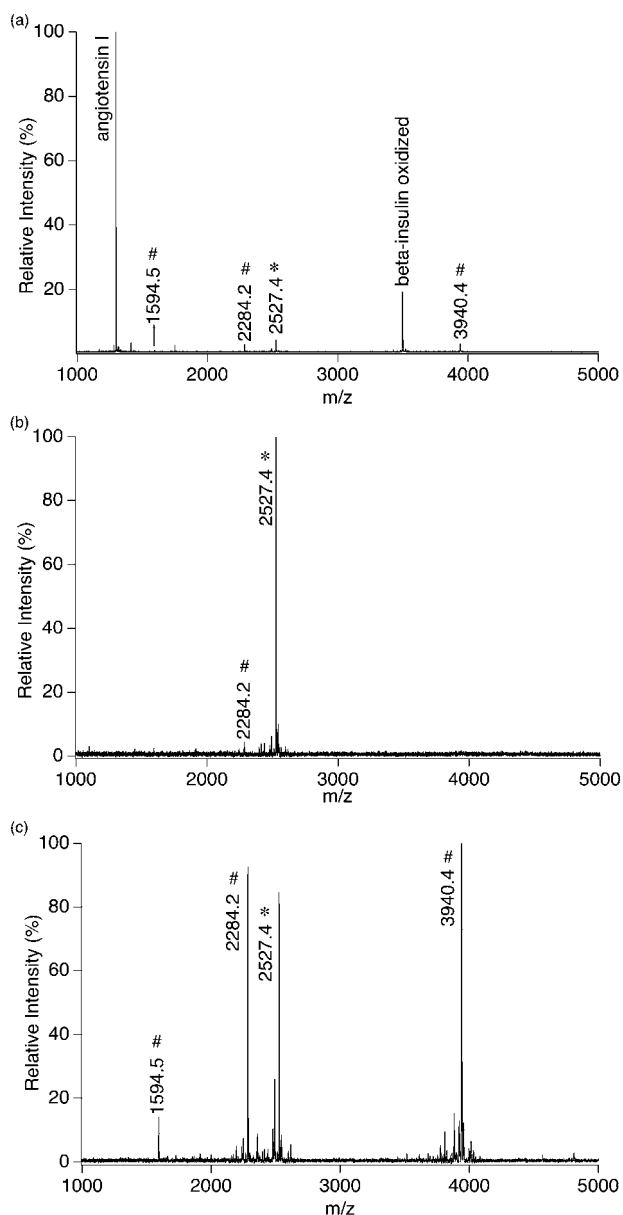 (a)
100
80
60
40
20
Relative Intensity (%)
angiotensin I
1594.5 #
2284.2 #
2527.4 *
beta-insulin oxidized
3940.4 #
1000 2000 3000 4000 5000
m/z
(b)
100
80
60
40
20
0
Relative Intensity (%)
2284.2 #
2527.4 *
1000 2000 3000 4000 5000
m/z
(c)
100
80
60
40
20
0
Relative Intensity (%)
1594.5 #
2284.2 #
2527.4 *
3940.4 #
1000 2000 3000 4000 5000
m/z